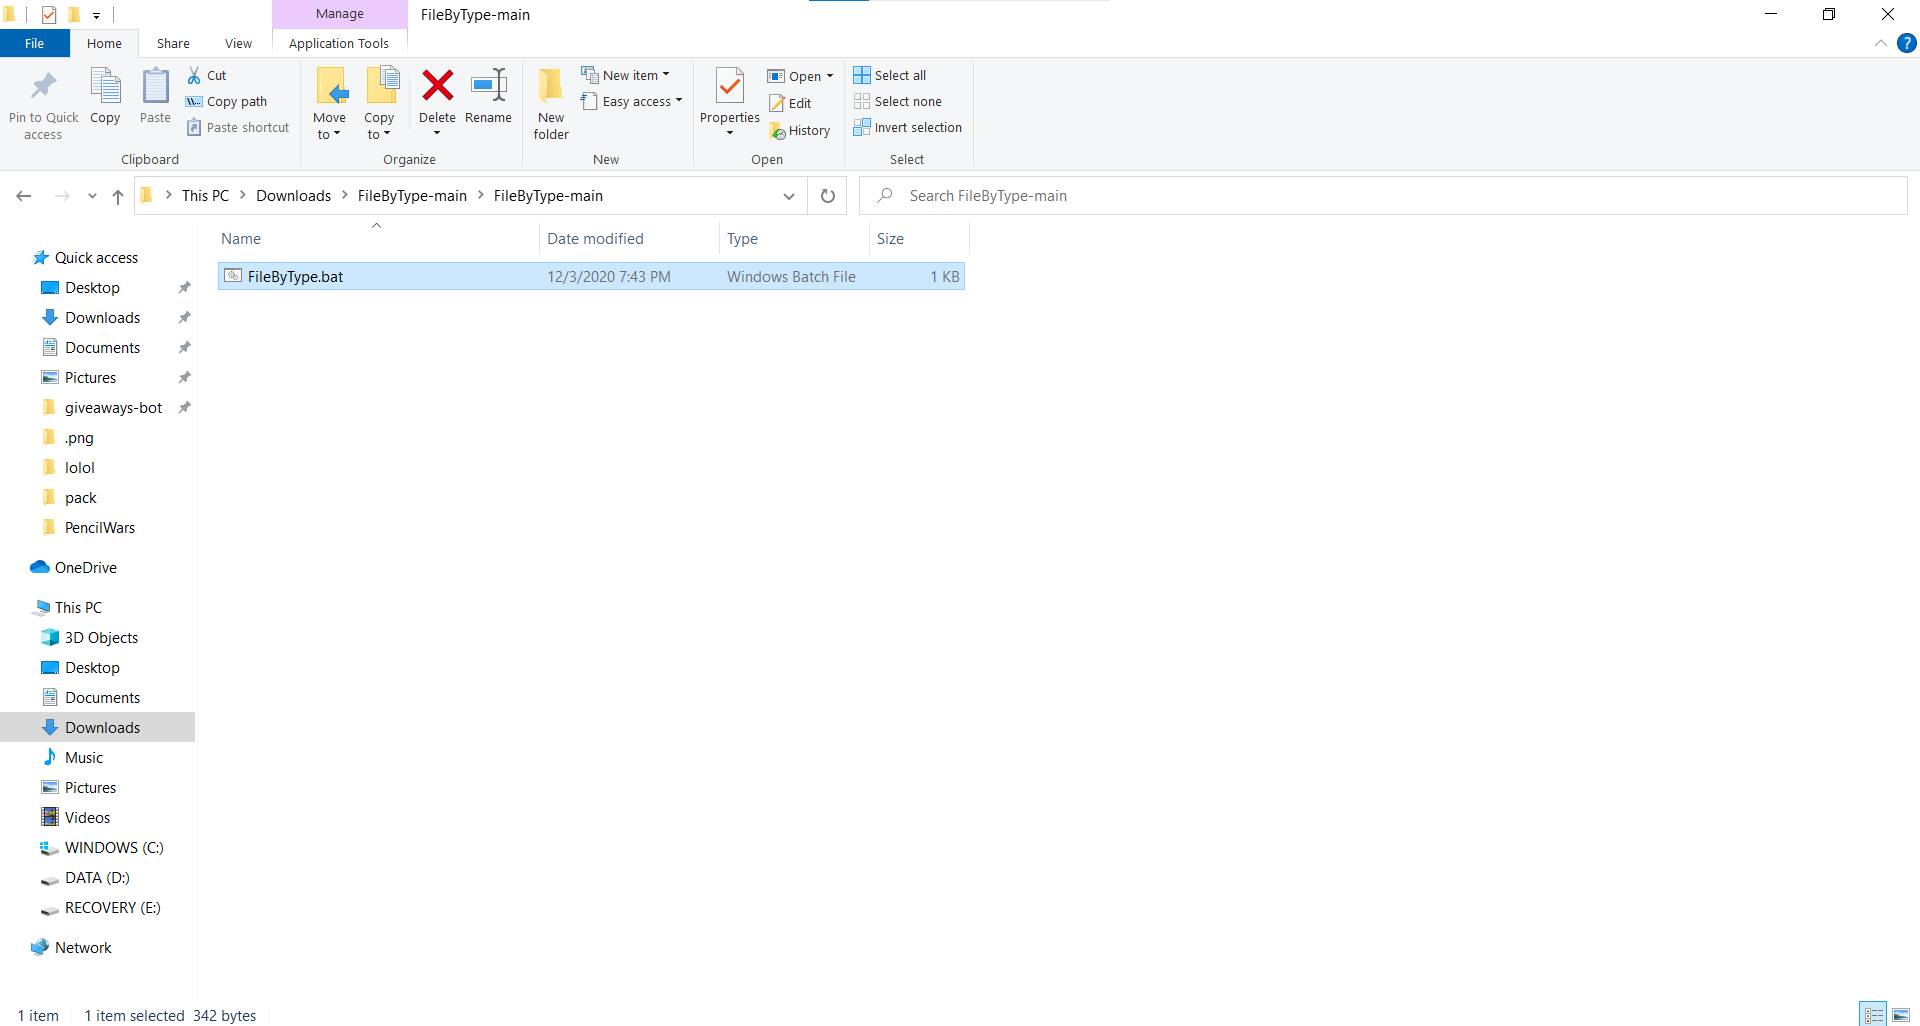 Manage
FileByType-main
File
Home
Share
View
Application Tools
Pin to Quick access
Copy
Paste
Cut
Copy path
Paste shortcut
Clipboard
Move to
Copy to
Delete
Rename
Organize
New folder
New item
Easy access
New
Properties
Open
Edit
History
Open
Select all
Select none
Invert selection
Select
This PC > Downloads > FileByType-main > FileByType-main
Search FileByType-main
Name Date modified Type Size
FileByType.bat 12/3/2020 7:43 PM Windows Batch File 1 KB
Quick access
Desktop
Downloads
Documents
Pictures
giveaways-bot
.png
lolol
pack
PencilWars
OneDrive
This PC
3D Objects
Desktop
Documents
Downloads
Music
Pictures
Videos
WINDOWS (C:)
DATA (D:)
RECOVERY (E:)
Network
1 item 1 item selected 342 bytes